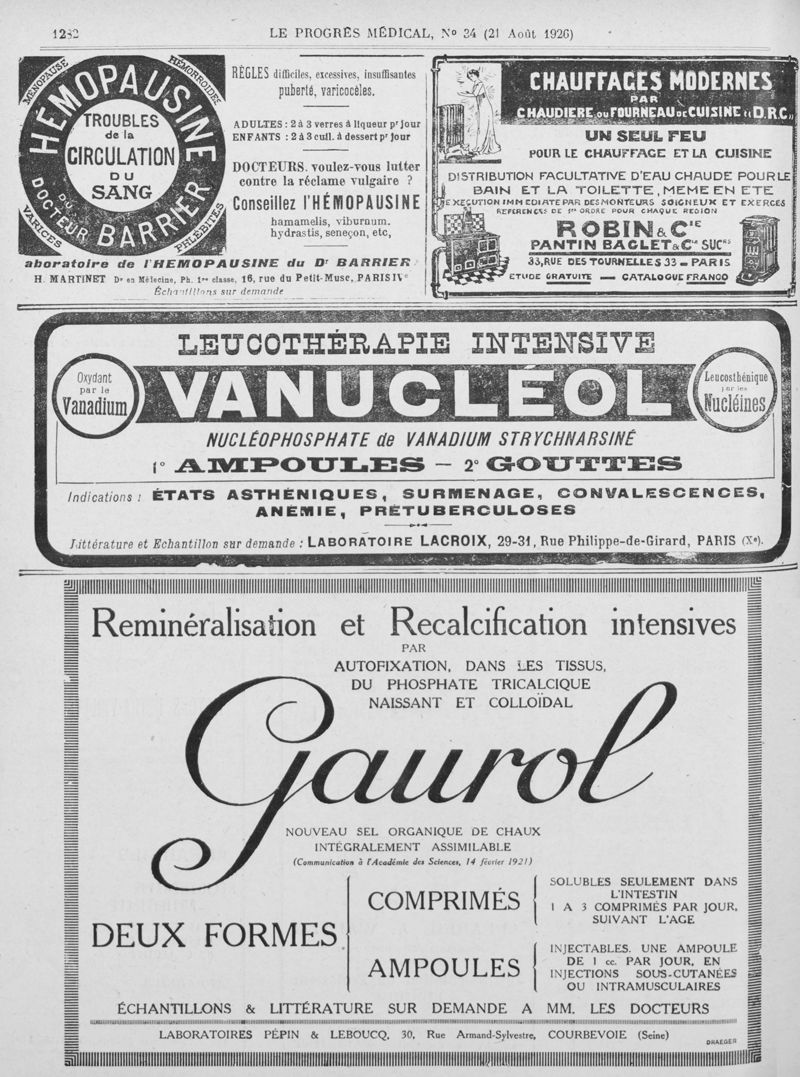 1232
LE PROGRÈS MÉDICAL, No 34 (21 Août 1926)
MÉNOPAUSE
HÉMORROÏDES
HÉMOPAUSINE
TROUBLES
de la
CIRCULATION
DU
SANG
DU
DOCTEUR BARRIER
VARICES
PHLÉBITES
RÈGLES difficiles, excessives, insuffisantes
puberté, varicocèles.
ADULTES : 2 à 3 verres à liqueur pr jour
ENFANTS : 2 à 3 cuil. à dessert pr jour
DOCTEURS, voulez-vous lutter
contre la réclame vulgaire ?
Conseillez l'HÉMOPAUSINE
hamamelis, viburnum.
hydrastis, seneçon, etc,
aboratoire de l'HEMOPAUSINE du Dr BARRIER
H. MARTINET Dr en Médecine, Ph. 1re classe, 16, rue du Petit-Musc, PARIS IVe
Échantillons sur demande
CHAUFFAGES MODERNES
PAR
CHAUDIERE OU FOURNEAU DE CUISINE "D.R.C"
UN SEUL FEU
POUR LE CHAUFFAGE ET LA CUISINE
DISTRIBUTION FACULTATIVE D'EAU CHAUDE POUR LE
BAIN ET LA TOILETTE, MEME EN ETE
EXECUTION IMMEDIATE PAR DES MONTEURS SOIGNEUX ET EXERCES
REFERENCES DE 1er ORDRE POUR CHAQUE REGION
ROBIN & CIE
PANTIN BAGLET & Cie SUCRS
33, RUE DES TOURNELLES 33 - PARIS
ETUDE GRATUITE — CATALOGUE FRANCO
LEUCOTHÉRAPIE INTENSIVE
Oxydant
par le
Vanadium
VANUCLÉOL
Leucosthénique
par les
Nucléines
NUCLÉOPHOSPHATE de VANADIUM STRYCHNARSINÉ
1° AMPOULES - 2° GOUTTES
Indications : ÉTATS ASTHÉNIQUES, SURMENAGE, CONVALESCENCES,
ANÉMIE, PRÉTUBERCULOSES
Littérature et Echantillon sur demande : LABORATOIRE LACROIX, 29-31, Rue Philippe-de-Girard, PARIS (Xe).
Reminéralisation et Recalcification intensives
PAR
AUTOFIXATION, DANS LES TISSUS,
DU PHOSPHATE TRICALCIQUE
NAISSANT ET COLLOÏDAL
Gaurol
NOUVEAU SEL ORGANIQUE DE CHAUX
INTÉGRALEMENT ASSIMILABLE
(Communication à l'Académie des Sciences, 14 février 1921)
DEUX FORMES
COMPRIMÉS
SOLUBLES SEULEMENT DANS
L'INTESTIN
1 A 3 COMPRIMÉS PAR JOUR,
SUIVANT L'AGE
AMPOULES
INJECTABLES. UNE AMPOULE
DE 1 cc. PAR JOUR, EN
INJECTIONS SOUS-CUTANÉES
OU INTRAMUSCULAIRES
ÉCHANTILLONS & LITTÉRATURE SUR DEMANDE A MM. LES DOCTEURS
LABORATOIRES PÉPIN & LEBOUCQ, 30, Rue Armand-Sylvestre, COURBEVOIE (Seine)
DRAEGER